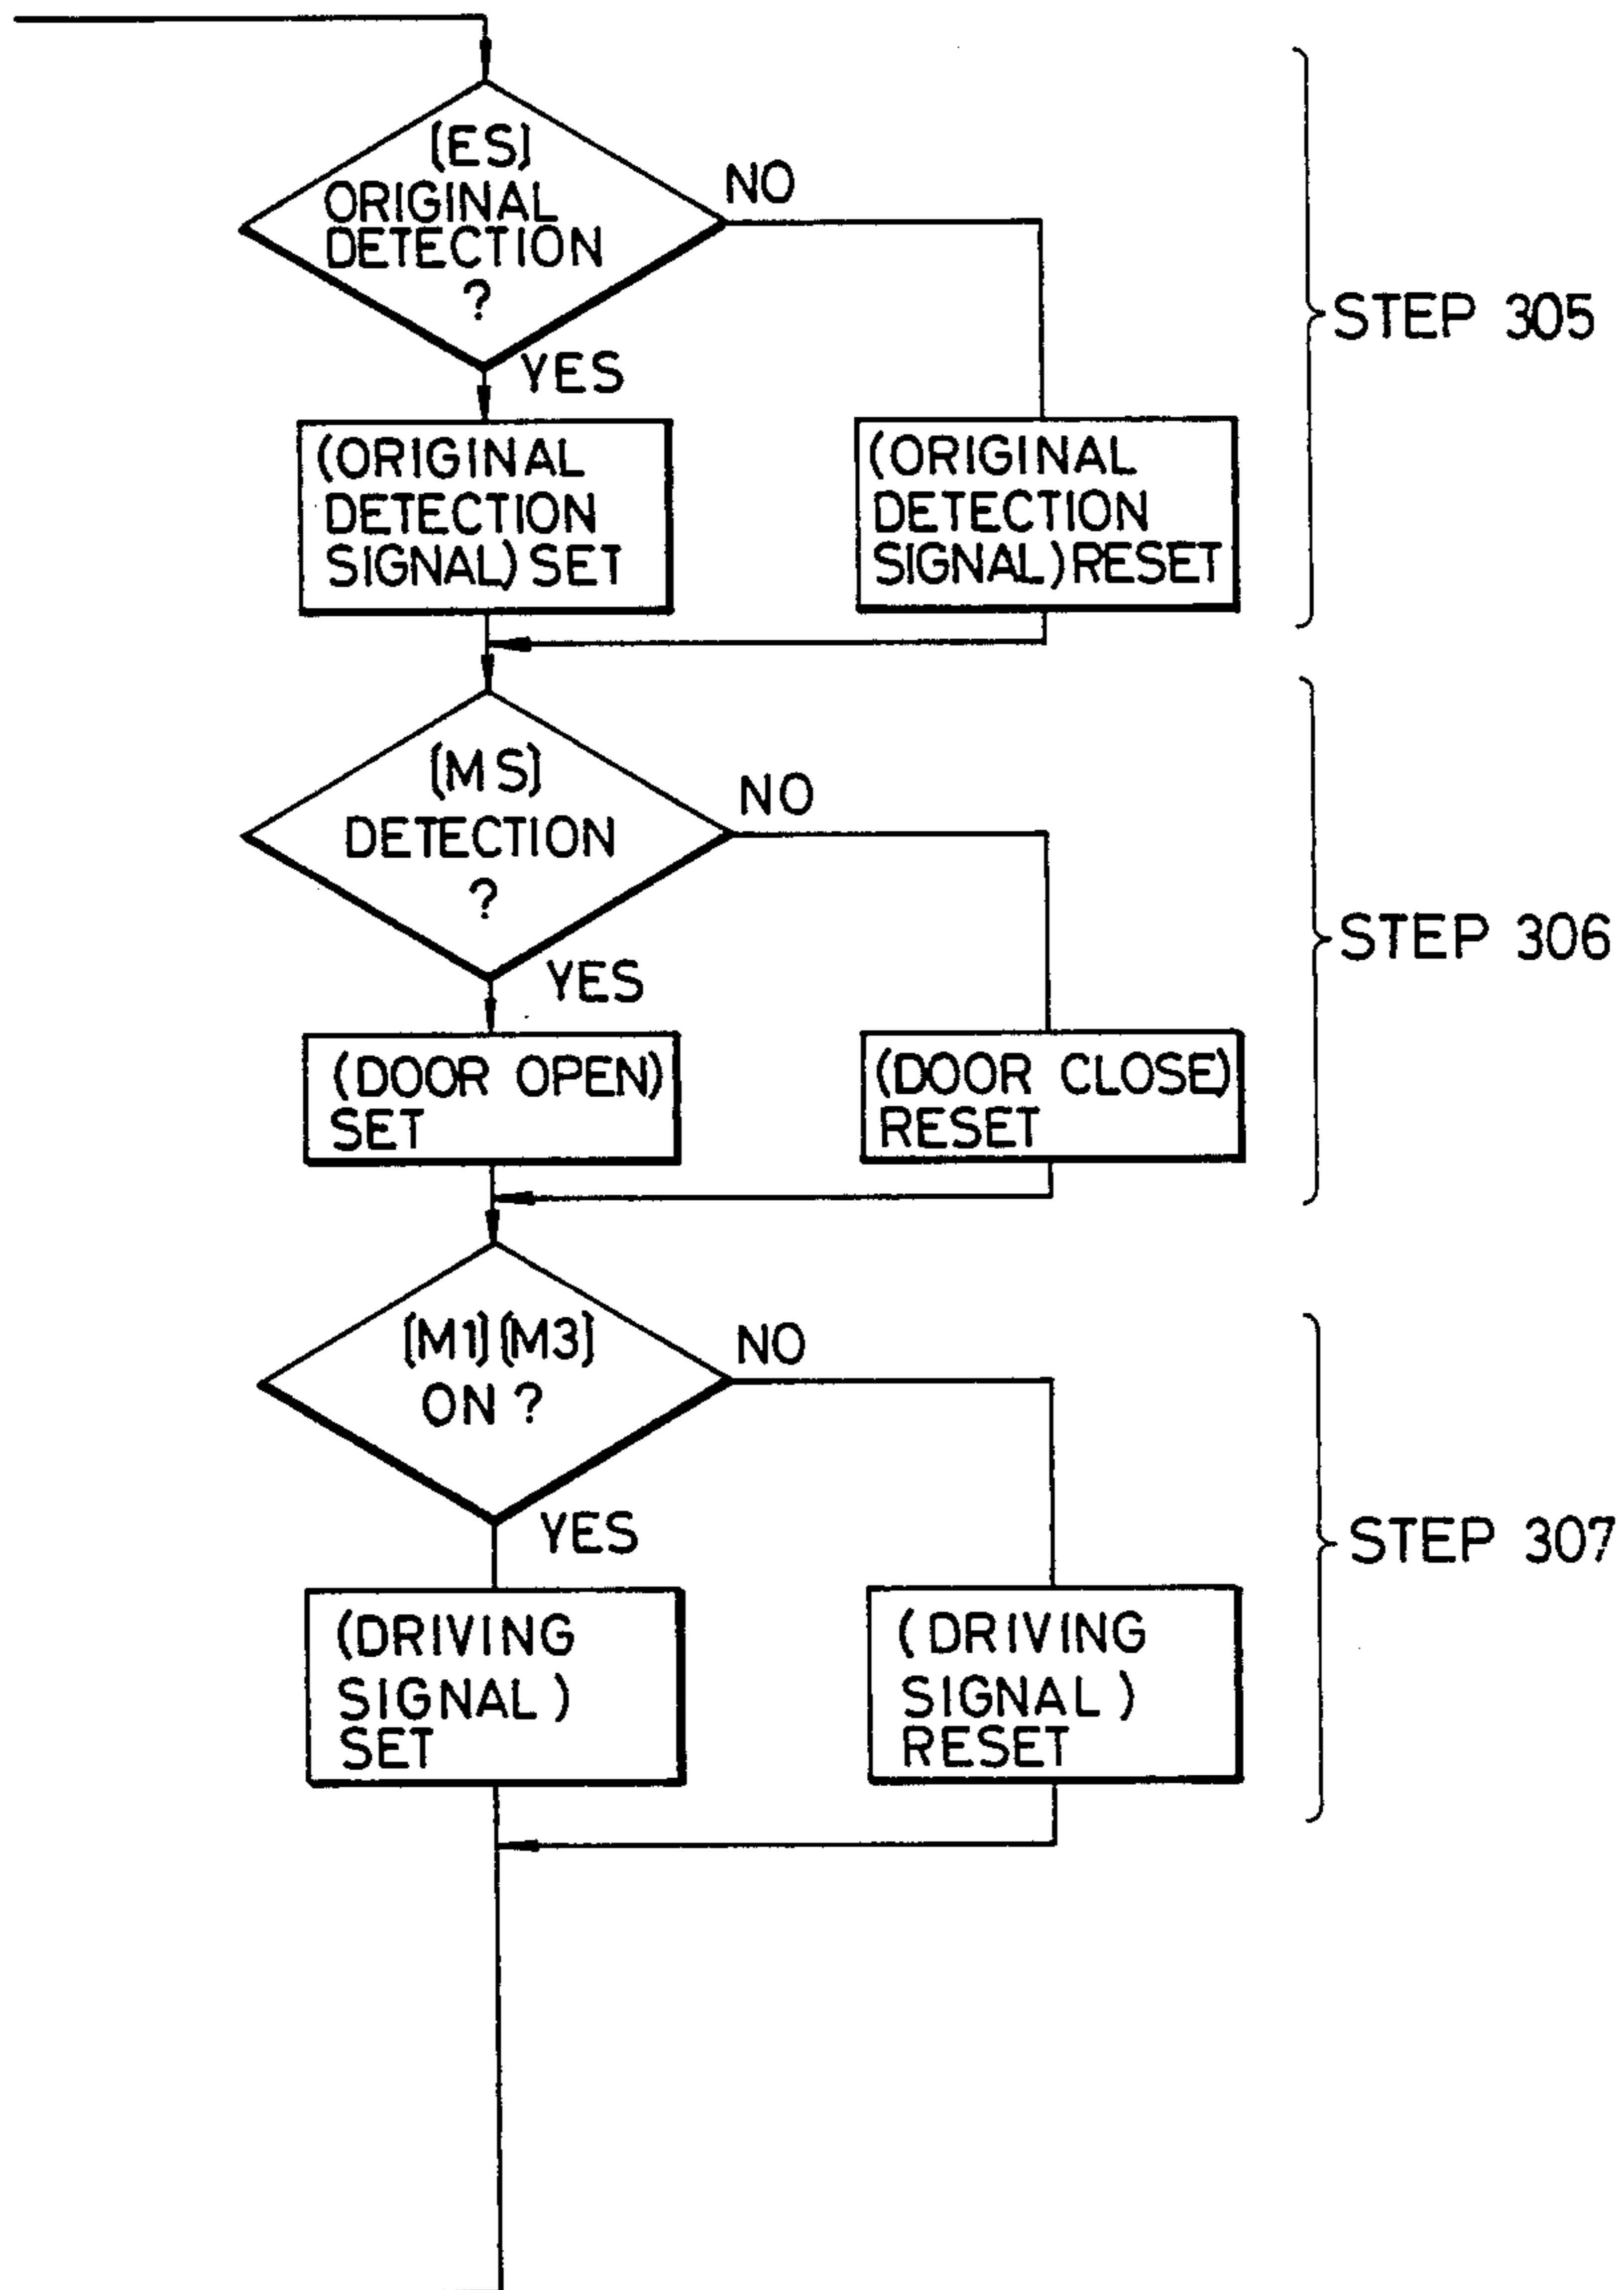 [ES]
ORIGINAL
DETECTION
?
NO
STEP 305
YES
(ORIGINAL
DETECTION
SIGNAL) SET
(ORIGINAL
DETECTION
SIGNAL) RESET
[MS]
DETECTION
?
NO
STEP 306
YES
(DOOR OPEN)
SET
(DOOR CLOSE)
RESET
[M1][M3]
ON ?
NO
STEP 307
YES
(DRIVING
SIGNAL)
SET
(DRIVING
SIGNAL)
RESET